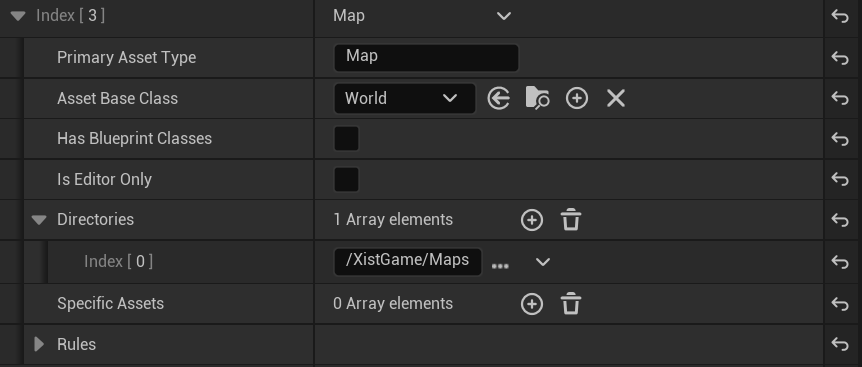 Index [ 3 ] Map
Primary Asset Type Map
Asset Base Class World
Has Blueprint Classes
Is Editor Only
Directories 1 Array elements
Index [ 0 ] /XistGame/Maps
Specific Assets 0 Array elements
Rules